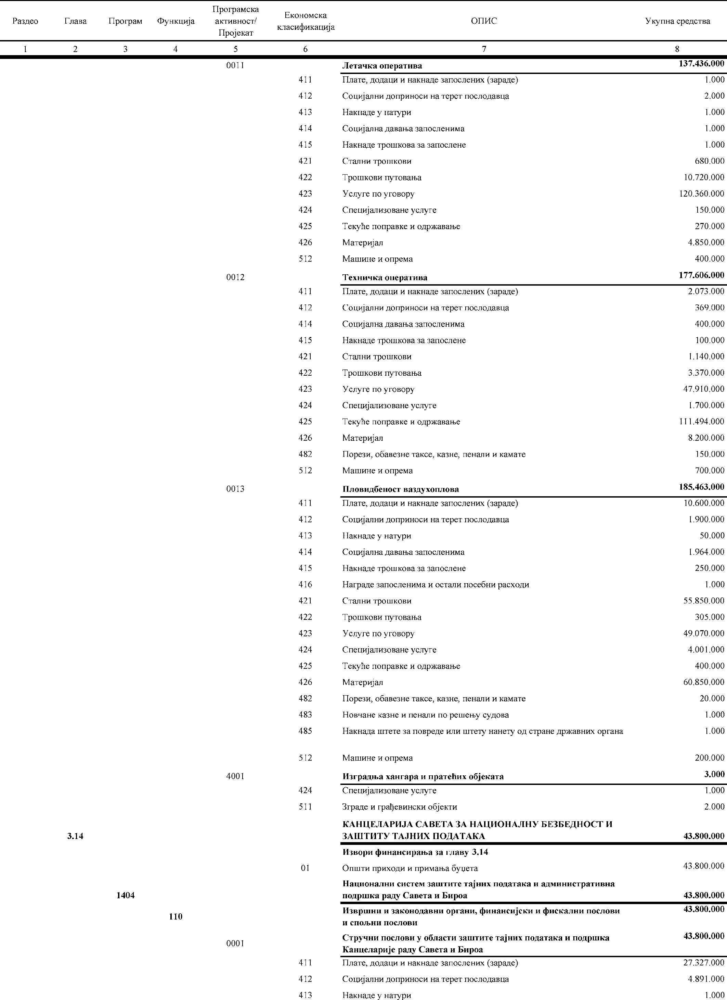 Раздео Глава Програм Функција Програмска активност/ Пројекат Економска класификација ОПИС Укупна средства
1 2 3 4 5 6 7 8
0011 Летачка оператива 137.436.000
411 Плате, додаци и накнаде запослених (зараде) 1.000
412 Социјални доприноси на терет послодавца 2.000
413 Накнаде у натури 1.000
414 Социјална давања запосленима 1.000
415 Накнаде трошкова за запослене 1.000
421 Стални трошкови 680.000
422 Трошкови путовања 10.720.000
423 Услуге по уговору 120.360.000
424 Специјализоване услуге 150.000
425 Текуће поправке и одржавање 270.000
426 Материјал 4.850.000
512 Машине и опрема 400.000
0012 Техничка оператива 177.606.000
411 Плате, додаци и накнаде запослених (зараде) 2.073.000
412 Социјални доприноси на терет послодавца 369.000
414 Социјална давања запосленима 400.000
415 Накнаде трошкова за запослене 100.000
421 Стални трошкови 1.140.000
422 Трошкови путовања 3.370.000
423 Услуге по уговору 47.910.000
424 Специјализоване услуге 1.700.000
425 Текуће поправке и одржавање 111.494.000
426 Материјал 8.200.000
482 Порези, обавезне таксе, казне, пенали и камате 150.000
512 Машине и опрема 700.000
0013 Пловидбеност ваздухоплова 185.463.000
411 Плате, додаци и накнаде запослених (зараде) 10.600.000
412 Социјални доприноси на терет послодавца 1.900.000
413 Накнаде у натури 50.000
414 Социјална давања запосленима 1.964.000
415 Накнаде трошкова за запослене 250.000
416 Награде запосленима и остали посебни расходи 1.000
421 Стални трошкови 55.850.000
422 Трошкови путовања 305.000
423 Услуге по уговору 49.070.000
424 Специјализоване услуге 4.001.000
425 Текуће поправке и одржавање 400.000
426 Материјал 60.850.000
482 Порези, обавезне таксе, казне, пенали и камате 20.000
483 Новчане казне и пенали по решењу судова 1.000
485 Накнада штете за повреде или штету нанету од стране државних органа 1.000
512 Машине и опрема 200.000
4001 Изградња хангара и пратећих објеката 3.000
424 Специјализоване услуге 1.000
511 Зграде и грађевински објекти 2.000
КАНЦЕЛАРИЈА САВЕТА ЗА НАЦИОНАЛНУ БЕЗБЕДНОСТ И
3.14 ЗАШТИТУ ТАЈНИХ ПОДАТАКА 43.800.000
Извори финансирања за главу 3.14
01 Општи приходи и примања буџета 43.800.000
Национални систем заштите тајних података и административна
1404 подршка раду Савета и Бироа 43.800.000
110 Извршни и законодавни органи, финансијски и фискални послови 43.800.000
и спољни послови
0001 Стручни послови у области заштите тајних података и подршка 43.800.000
Канцеларије раду Савета и Бироа
411 Плате, додаци и накнаде запослених (зараде) 27.327.000
412 Социјални доприноси на терет послодавца 4.891.000
413 Накнаде у натури 1.000